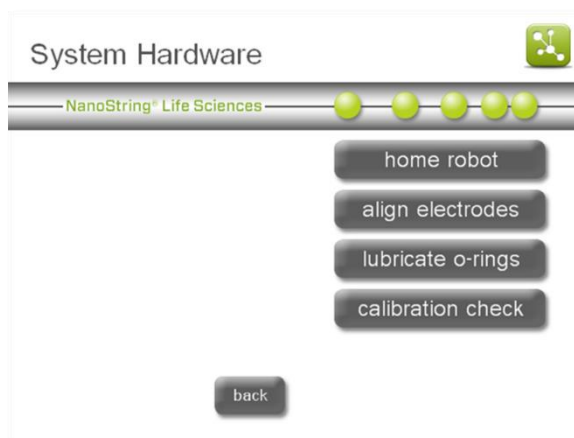 System Hardware
NanoString® Life Sciences
home robot
align electrodes
lubricate o-rings
calibration check
back